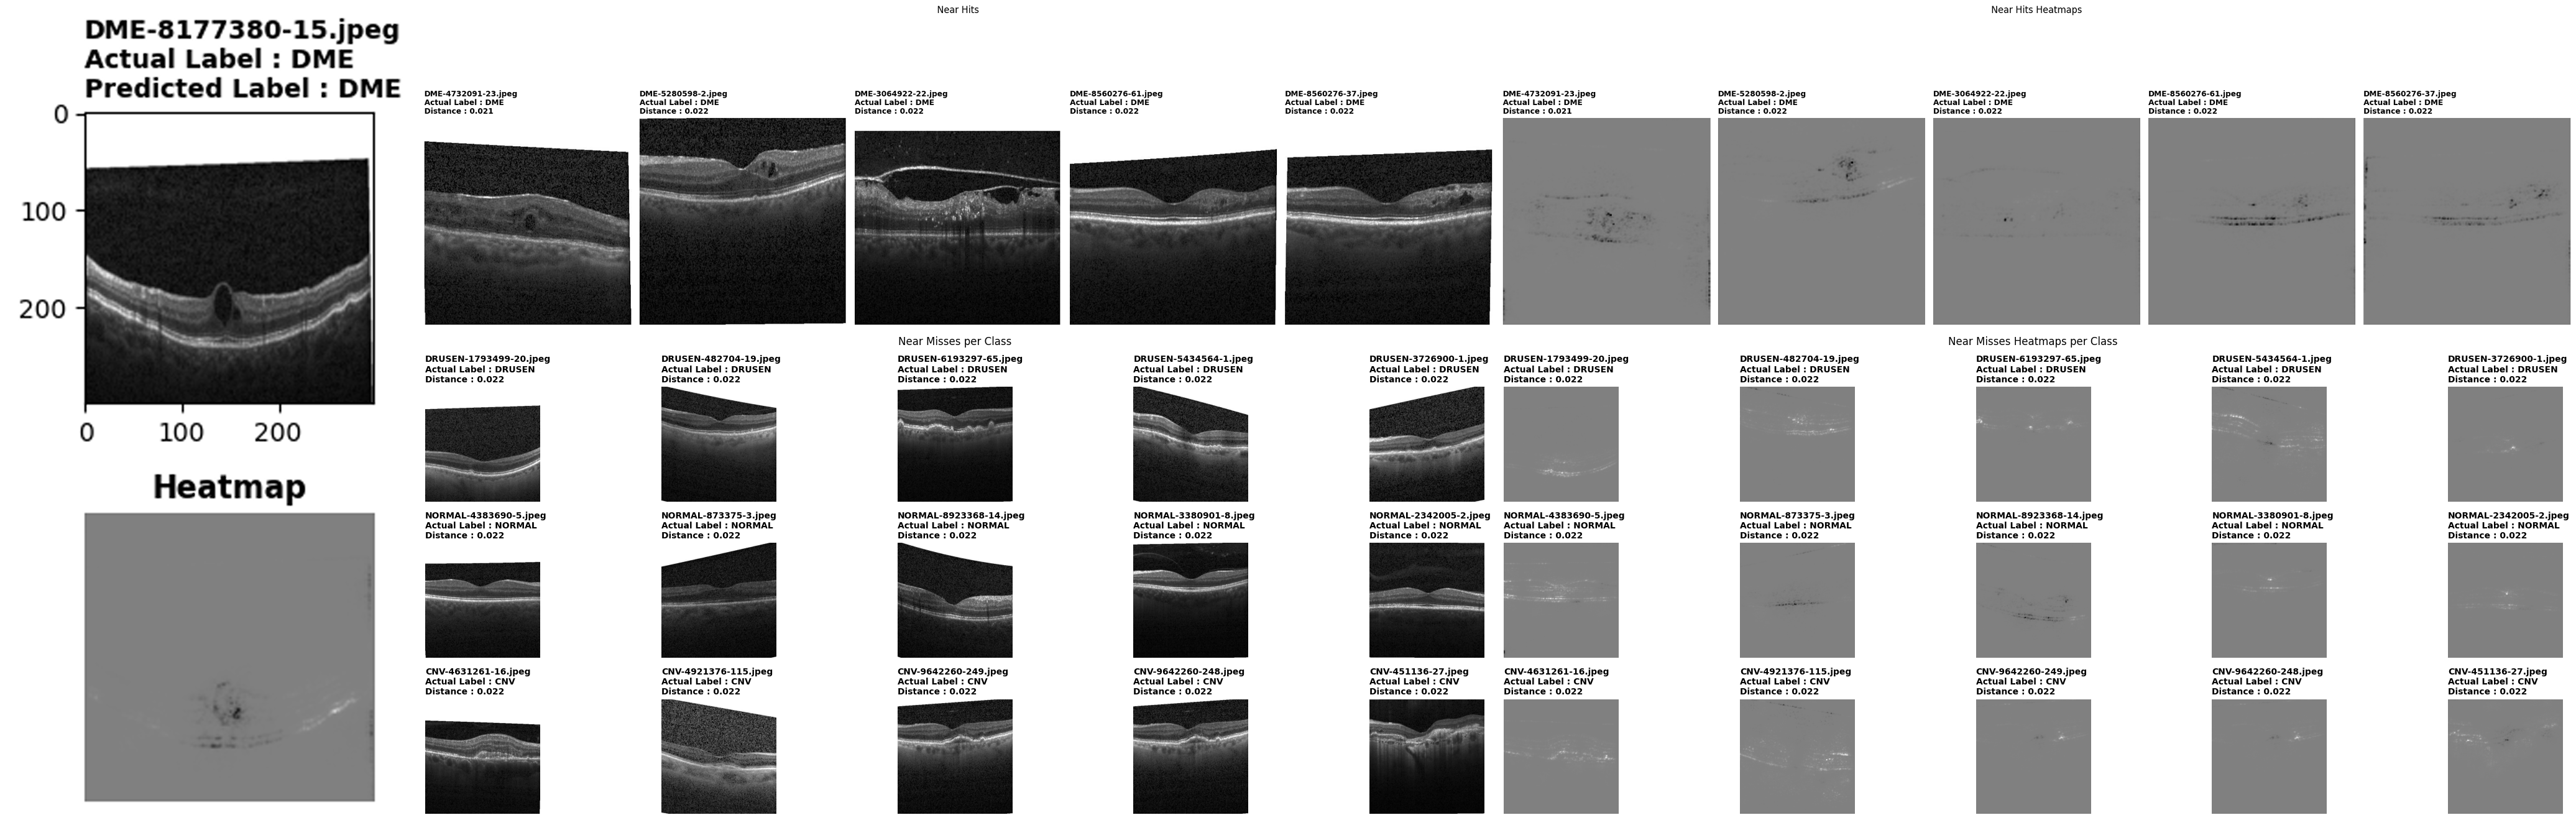 DME-8177380-15.jpeg
Actual Label : DME
Predicted Label : DME
0
100
200
0 100 200
Heatmap
Near Hits
DME-4732091-23.jpeg
Actual Label : DME
Distance : 0.021
DME-5280598-2.jpeg
Actual Label : DME
Distance : 0.022
DME-3064922-22.jpeg
Actual Label : DME
Distance : 0.022
DME-8560276-61.jpeg
Actual Label : DME
Distance : 0.022
DME-8560276-37.jpeg
Actual Label : DME
Distance : 0.022
Near Hits Heatmaps
DME-4732091-23.jpeg
Actual Label : DME
Distance : 0.021
DME-5280598-2.jpeg
Actual Label : DME
Distance : 0.022
DME-3064922-22.jpeg
Actual Label : DME
Distance : 0.022
DME-8560276-61.jpeg
Actual Label : DME
Distance : 0.022
DME-8560276-37.jpeg
Actual Label : DME
Distance : 0.022
Near Misses per Class
DRUSEN-1793499-20.jpeg
Actual Label : DRUSEN
Distance : 0.022
DRUSEN-482704-19.jpeg
Actual Label : DRUSEN
Distance : 0.022
DRUSEN-6193297-65.jpeg
Actual Label : DRUSEN
Distance : 0.022
DRUSEN-5434564-1.jpeg
Actual Label : DRUSEN
Distance : 0.022
DRUSEN-3726900-1.jpeg
Actual Label : DRUSEN
Distance : 0.022
NORMAL-4383690-5.jpeg
Actual Label : NORMAL
Distance : 0.022
NORMAL-873375-3.jpeg
Actual Label : NORMAL
Distance : 0.022
NORMAL-8923368-14.jpeg
Actual Label : NORMAL
Distance : 0.022
NORMAL-3380901-8.jpeg
Actual Label : NORMAL
Distance : 0.022
NORMAL-2342005-2.jpeg
Actual Label : NORMAL
Distance : 0.022
CNV-4631261-16.jpeg
Actual Label : CNV
Distance : 0.022
CNV-4921376-115.jpeg
Actual Label : CNV
Distance : 0.022
CNV-9642260-249.jpeg
Actual Label : CNV
Distance : 0.022
CNV-9642260-248.jpeg
Actual Label : CNV
Distance : 0.022
CNV-451136-27.jpeg
Actual Label : CNV
Distance : 0.022
Near Misses Heatmaps per Class
DRUSEN-1793499-20.jpeg
Actual Label : DRUSEN
Distance : 0.022
DRUSEN-482704-19.jpeg
Actual Label : DRUSEN
Distance : 0.022
DRUSEN-6193297-65.jpeg
Actual Label : DRUSEN
Distance : 0.022
DRUSEN-5434564-1.jpeg
Actual Label : DRUSEN
Distance : 0.022
DRUSEN-3726900-1.jpeg
Actual Label : DRUSEN
Distance : 0.022
NORMAL-4383690-5.jpeg
Actual Label : NORMAL
Distance : 0.022
NORMAL-873375-3.jpeg
Actual Label : NORMAL
Distance : 0.022
NORMAL-8923368-14.jpeg
Actual Label : NORMAL
Distance : 0.022
NORMAL-3380901-8.jpeg
Actual Label : NORMAL
Distance : 0.022
NORMAL-2342005-2.jpeg
Actual Label : NORMAL
Distance : 0.022
CNV-4631261-16.jpeg
Actual Label : CNV
Distance : 0.022
CNV-4921376-115.jpeg
Actual Label : CNV
Distance : 0.022
CNV-9642260-249.jpeg
Actual Label : CNV
Distance : 0.022
CNV-9642260-248.jpeg
Actual Label : CNV
Distance : 0.022
CNV-451136-27.jpeg
Actual Label : CNV
Distance : 0.022